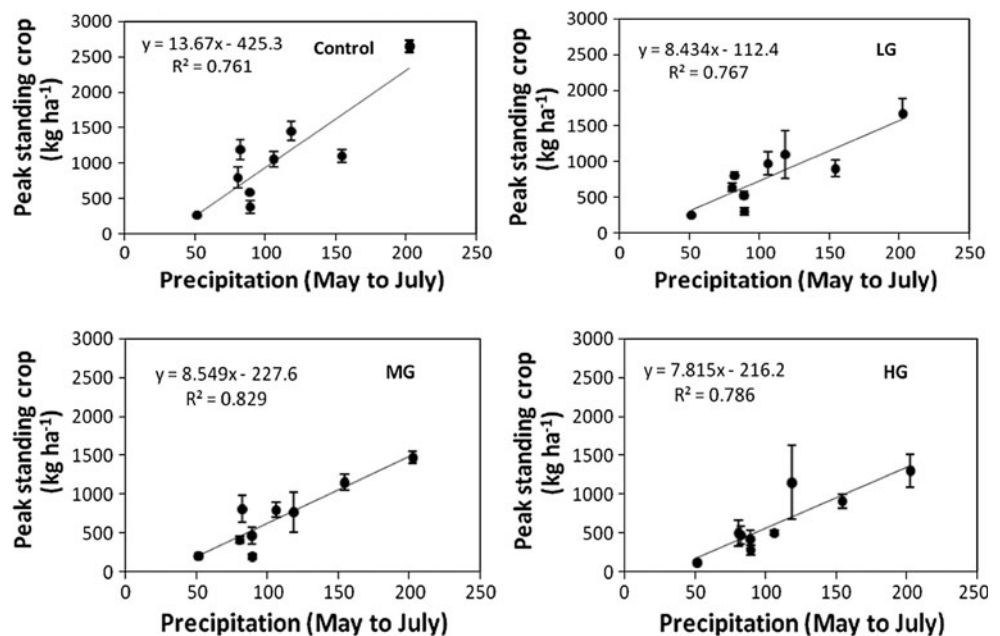 Peak standing crop
(kg ha⁻¹)
3000
2500
2000
1500
1000
500
0
y = 13.67x - 425.3
R² = 0.761
Control
0 50 100 150 200 250
Precipitation (May to July)
Peak standing crop
(kg ha⁻¹)
3000
2500
2000
1500
1000
500
0
y = 8.434x - 112.4
R² = 0.767
LG
0 50 100 150 200 250
Precipitation (May to July)
Peak standing crop
(kg ha⁻¹)
3000
2500
2000
1500
1000
500
0
y = 8.549x - 227.6
R² = 0.829
MG
0 50 100 150 200 250
Precipitation (May to July)
Peak standing crop
(kg ha⁻¹)
3000
2500
2000
1500
1000
500
0
y = 7.815x - 216.2
R² = 0.786
HG
0 50 100 150 200 250
Precipitation (May to July)